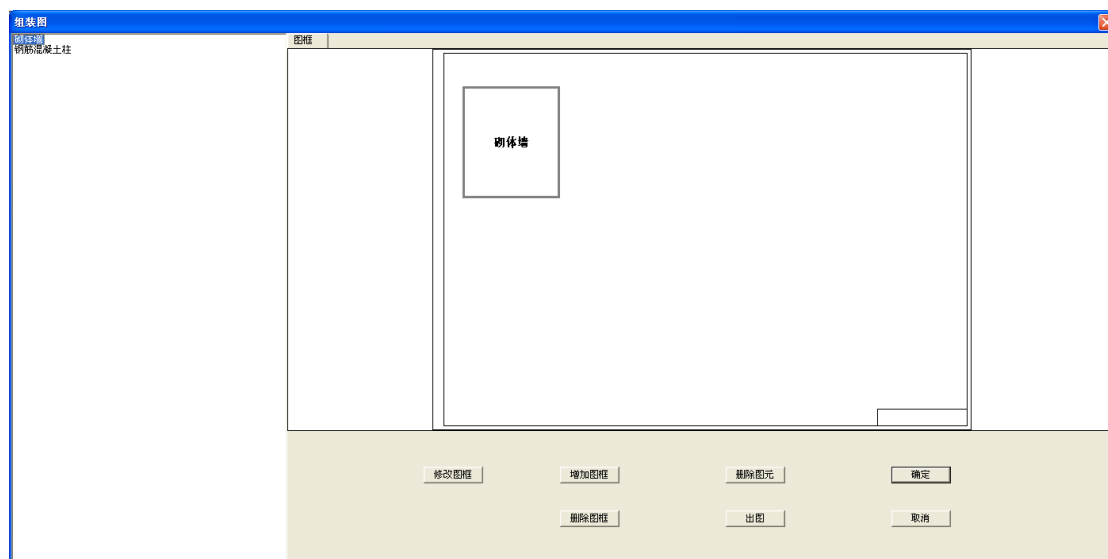 组装图
砌体墙
钢筋混凝土柱
图框
砌体墙
修改图框
增加图框
删除图元
确定
删除图框
出图
取消